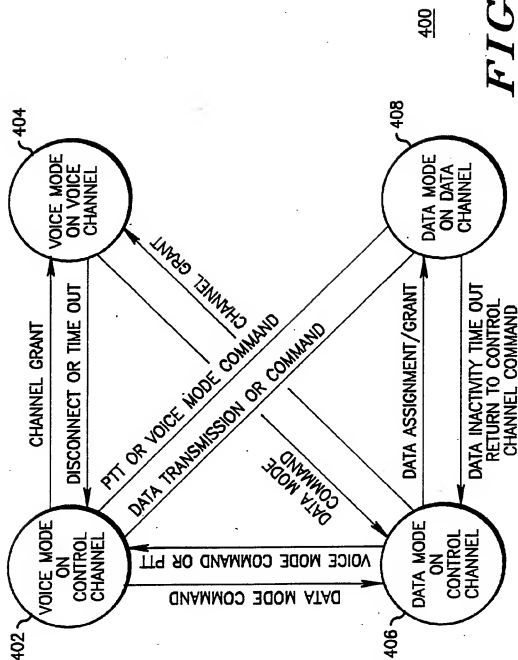 402
VOICE MODE
ON
CONTROL
CHANNEL
CHANNEL GRANT
DISCONNECT OR TIME OUT
404
VOICE MODE
ON VOICE
CHANNEL
PTT OR VOICE MODE COMMAND
DATA TRANSMISSION OR COMMAND
CHANNEL GRANT
DATA MODE
COMMAND
DATA MODE COMMAND
VOICE MODE COMMAND OR PTT
406
DATA MODE
ON
CONTROL
CHANNEL
DATA ASSIGNMENT/GRANT
DATA INACTIVITY TIME OUT
RETURN TO CONTROL
CHANNEL COMMAND
408
DATA MODE
ON DATA
CHANNEL
400
FIG